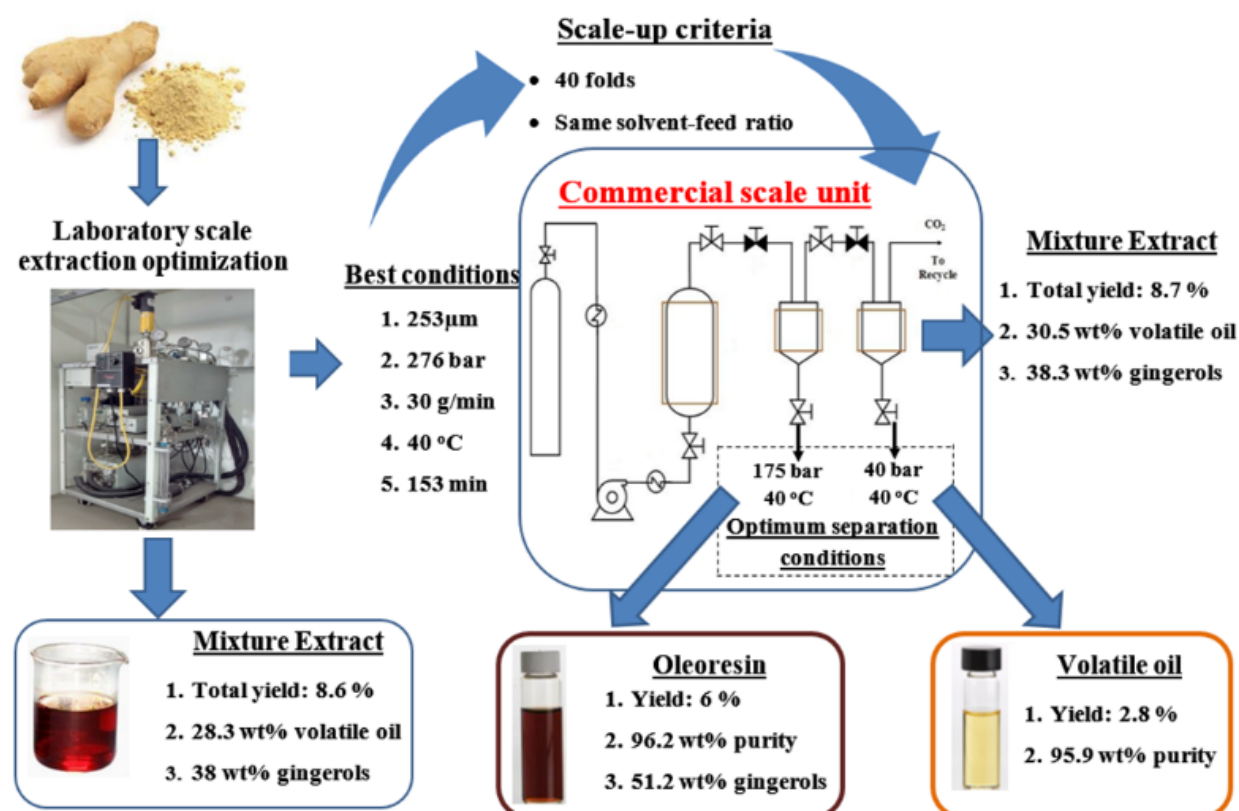 Scale-up criteria
• 40 folds
• Same solvent-feed ratio
Laboratory scale
extraction optimization
Best conditions
1. 253µm
2. 276 bar
3. 30 g/min
4. 40 °C
5. 153 min
Commercial scale unit
CO₂
To
Recycle
175 bar
40 °C
40 bar
40 °C
Optimum separation
conditions
Mixture Extract
1. Total yield: 8.7 %
2. 30.5 wt% volatile oil
3. 38.3 wt% gingerols
Mixture Extract
1. Total yield: 8.6 %
2. 28.3 wt% volatile oil
3. 38 wt% gingerols
Oleoresin
1. Yield: 6 %
2. 96.2 wt% purity
3. 51.2 wt% gingerols
Volatile oil
1. Yield: 2.8 %
2. 95.9 wt% purity